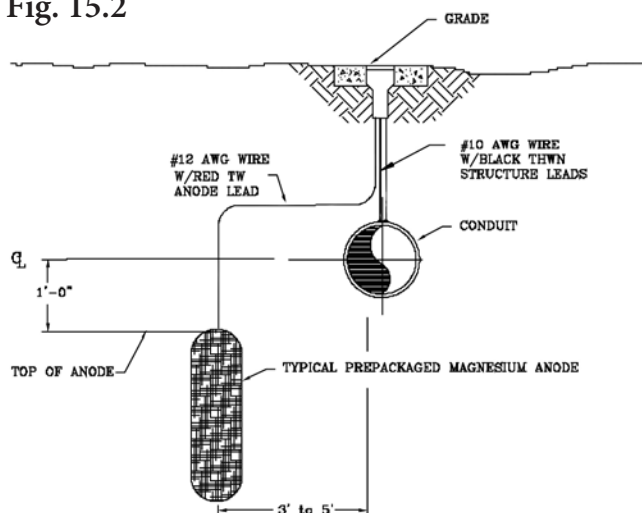 Fig. 15.2
GRADE
#12 AWG WIRE
W/RED TW
ANODE LEAD
#10 AWG WIRE
W/BLACK THWN
STRUCTURE LEADS
CONDUIT
℄
1'-0"
TOP OF ANODE
TYPICAL PREPACKAGED MAGNESIUM ANODE
3' to 5'